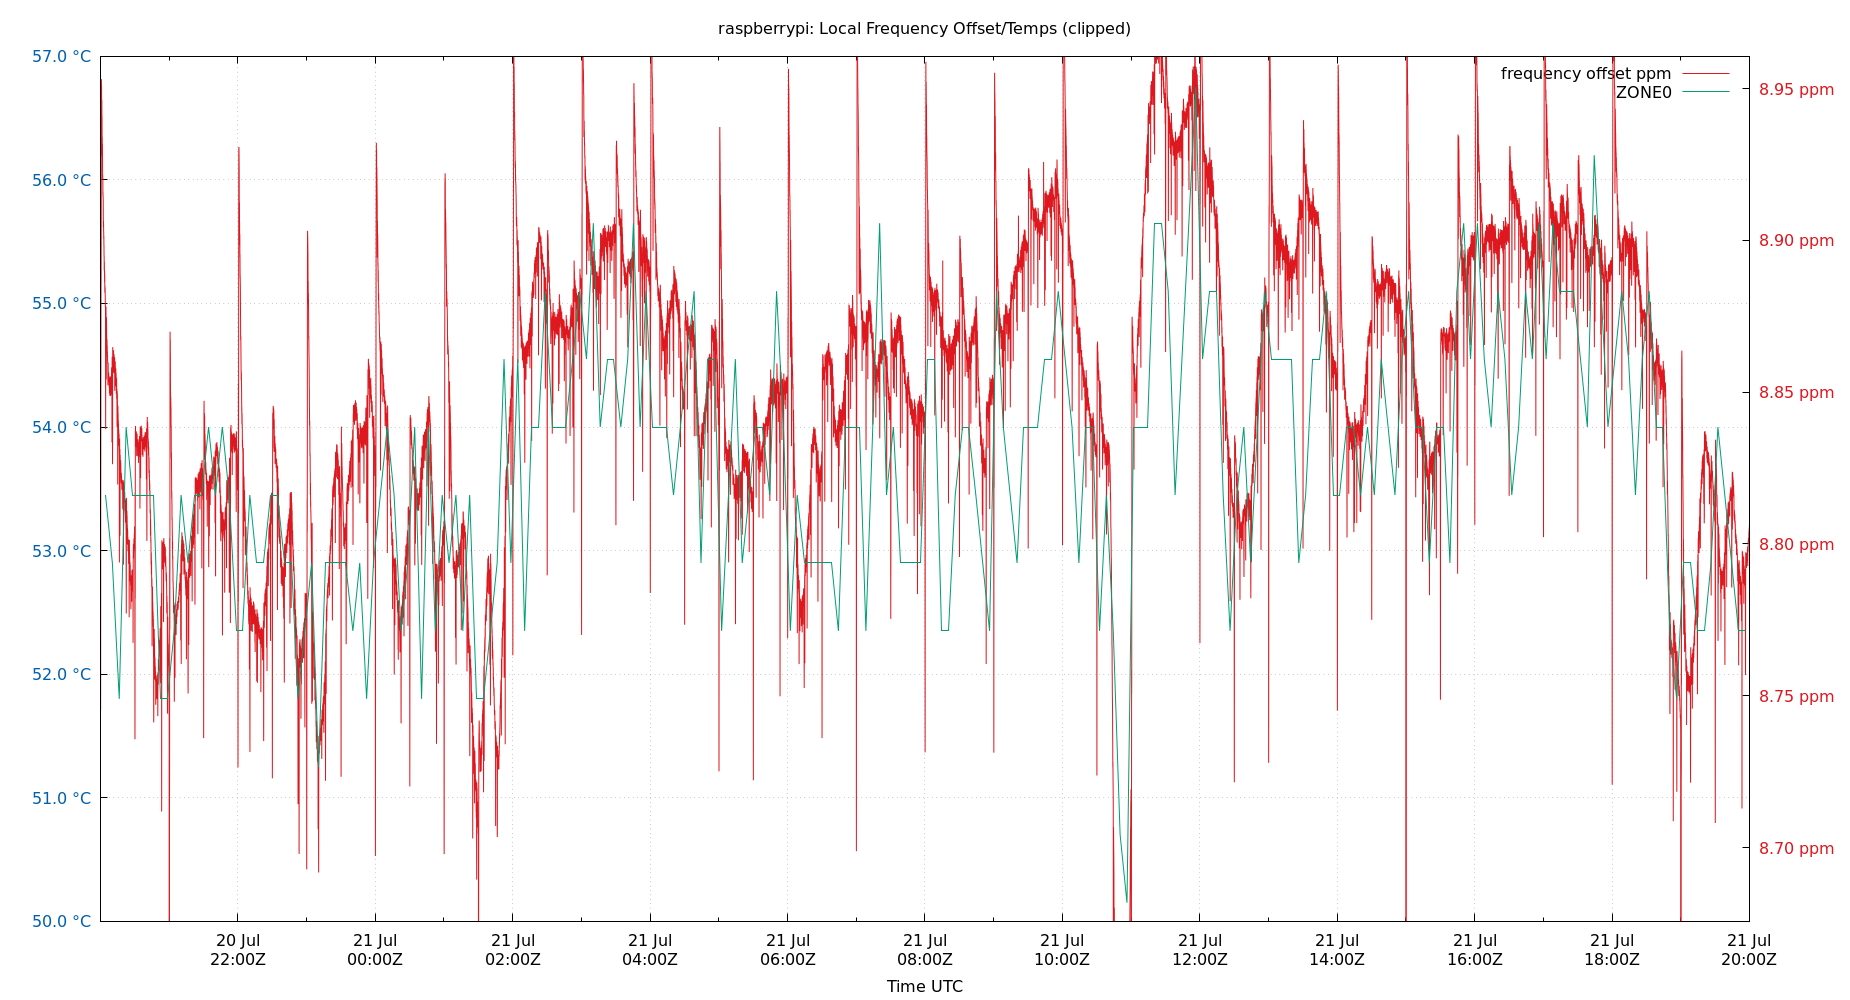 raspberrypi: Local Frequency Offset/Temps (clipped)
57.0 °C
56.0 °C
55.0 °C
54.0 °C
53.0 °C
52.0 °C
51.0 °C
50.0 °C
frequency offset ppm
ZONE0
8.95 ppm
8.90 ppm
8.85 ppm
8.80 ppm
8.75 ppm
8.70 ppm
20 Jul
22:00Z
21 Jul
00:00Z
21 Jul
02:00Z
21 Jul
04:00Z
21 Jul
06:00Z
21 Jul
08:00Z
21 Jul
10:00Z
21 Jul
12:00Z
21 Jul
14:00Z
21 Jul
16:00Z
21 Jul
18:00Z
21 Jul
20:00Z
Time UTC